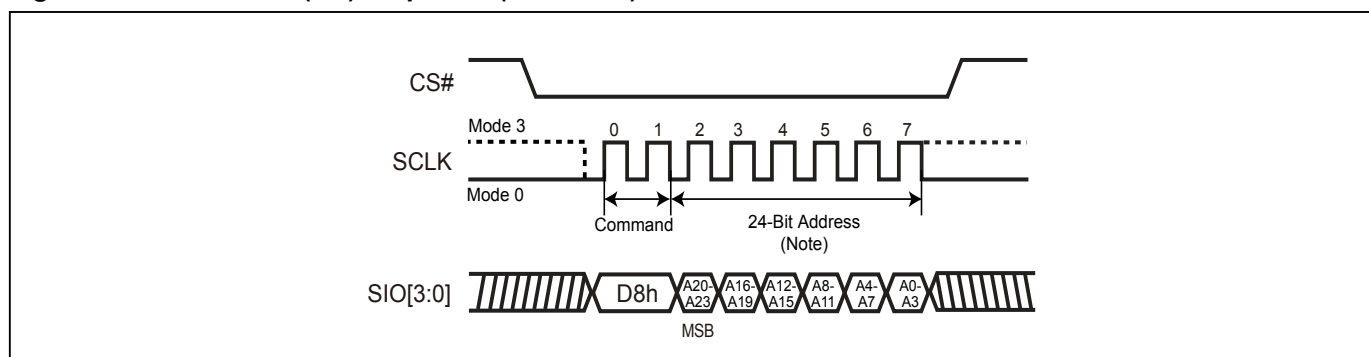 CS#
Mode 3
0 1 2 3 4 5 6 7
SCLK
Mode 0
Command
24-Bit Address
(Note)
SIO[3:0]
D8h
A20-
A23
A16-
A19
A12-
A15
A8-
A11
A4-
A7
A0-
A3
MSB